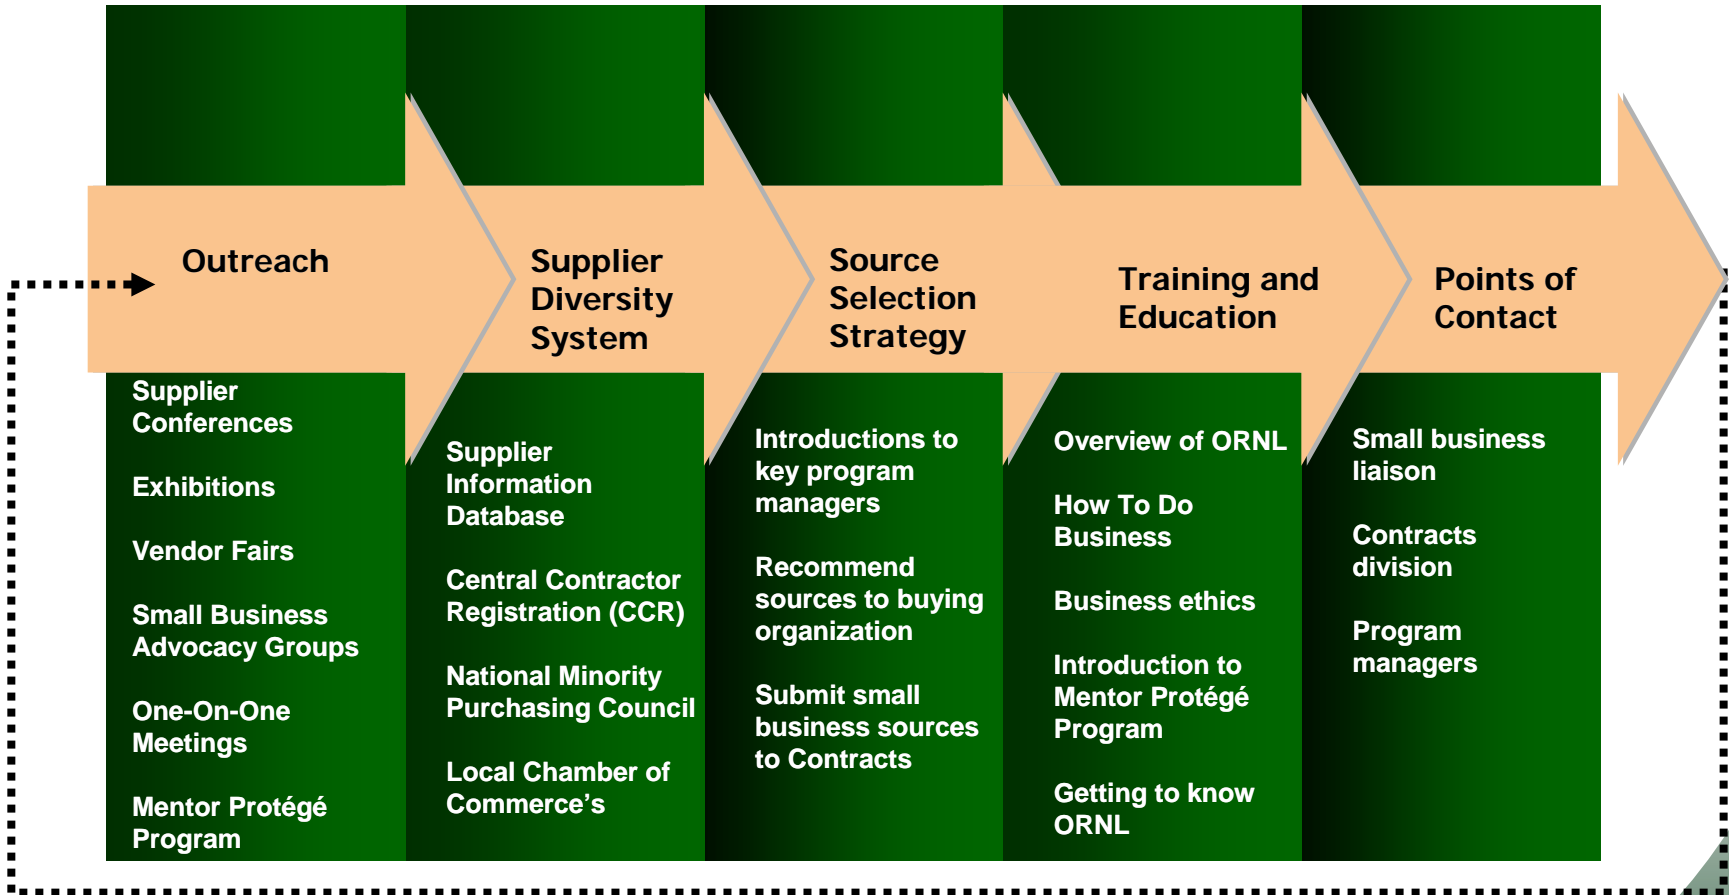 Outreach
Supplier
Conferences
Exhibitions
Vendor Fairs
Small Business
Advocacy Groups
One-On-One
Meetings
Mentor Protégé
Program
Supplier
Diversity
System
Supplier
Information
Database
Central Contractor
Registration (CCR)
National Minority
Purchasing Council
Local Chamber of
Commerce’s
Source
Selection
Strategy
Introductions to
key program
managers
Recommend
sources to buying
organization
Submit small
business sources
to Contracts
Training and
Education
Overview of ORNL
How To Do
Business
Business ethics
Introduction to
Mentor Protégé
Program
Getting to know
ORNL
Points of
Contact
Small business
liaison
Contracts
division
Program
managers